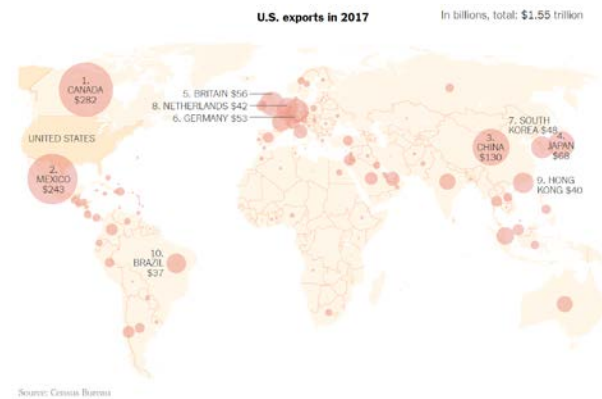 U.S. exports in 2017
In billions, total: $1.55 trillion
1.
CANADA
$282
5. BRITAIN $56
8. NETHERLANDS $42
6. GERMANY $53
UNITED STATES
2.
MEXICO
$243
7. SOUTH
KOREA $48
3.
CHINA
$130
4.
JAPAN
$68
9. HONG
KONG $40
10.
BRAZIL
$37
Source: Census Bureau